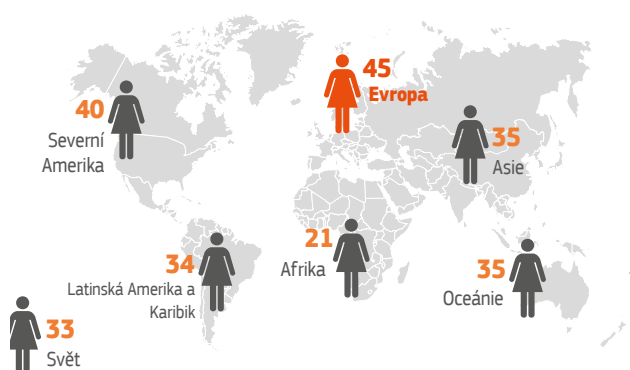 45
Evropa
40
Severní
Amerika
35
Asie
21
Afrika
34
Latinská Amerika a
Karibik
35
Oceánie
33
Svět